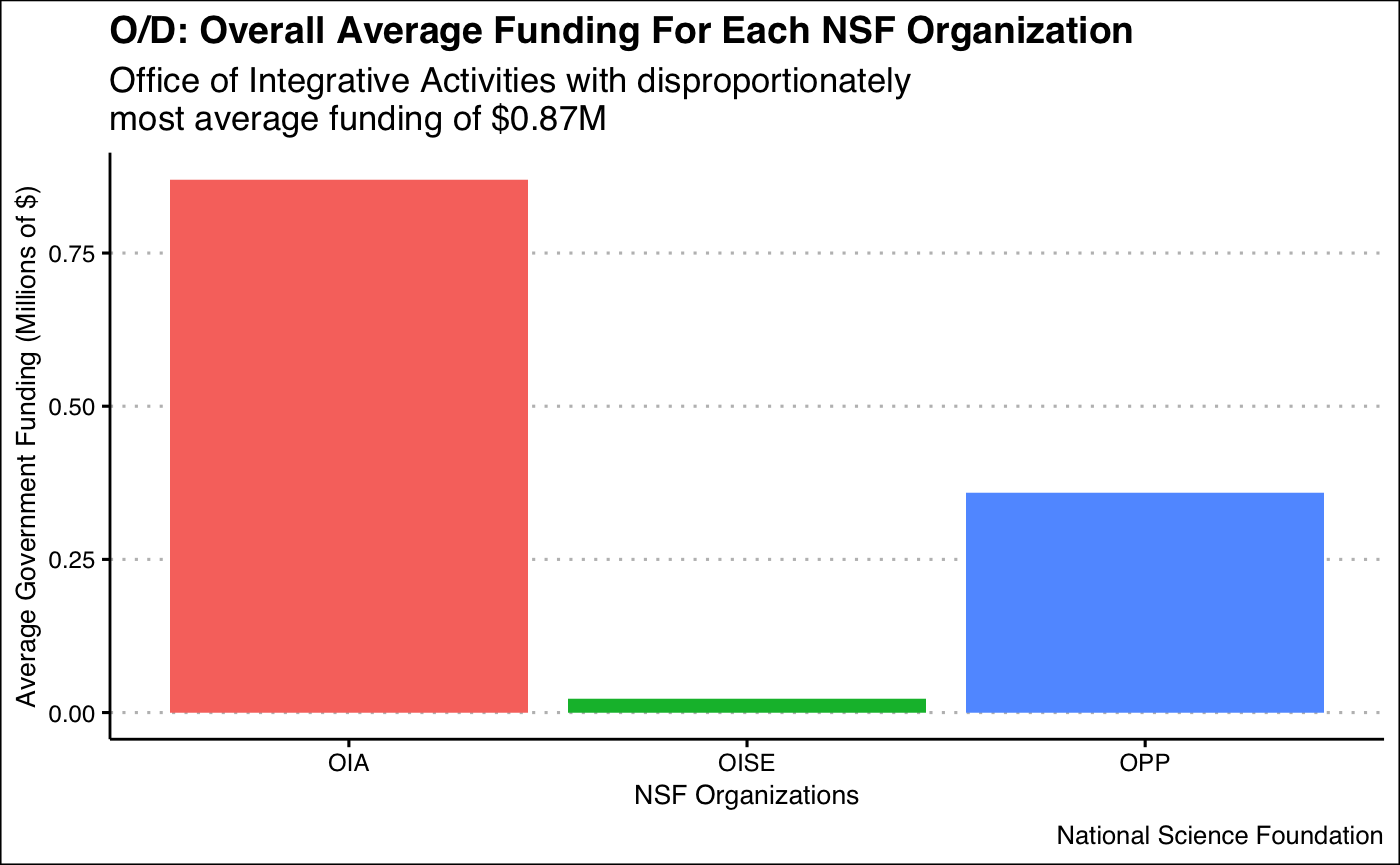 O/D: Overall Average Funding For Each NSF Organization
Office of Integrative Activities with disproportionately
most average funding of $0.87M
Average Government Funding (Millions of $)
0.75
0.50
0.25
0.00
OIA
OISE
OPP
NSF Organizations
National Science Foundation